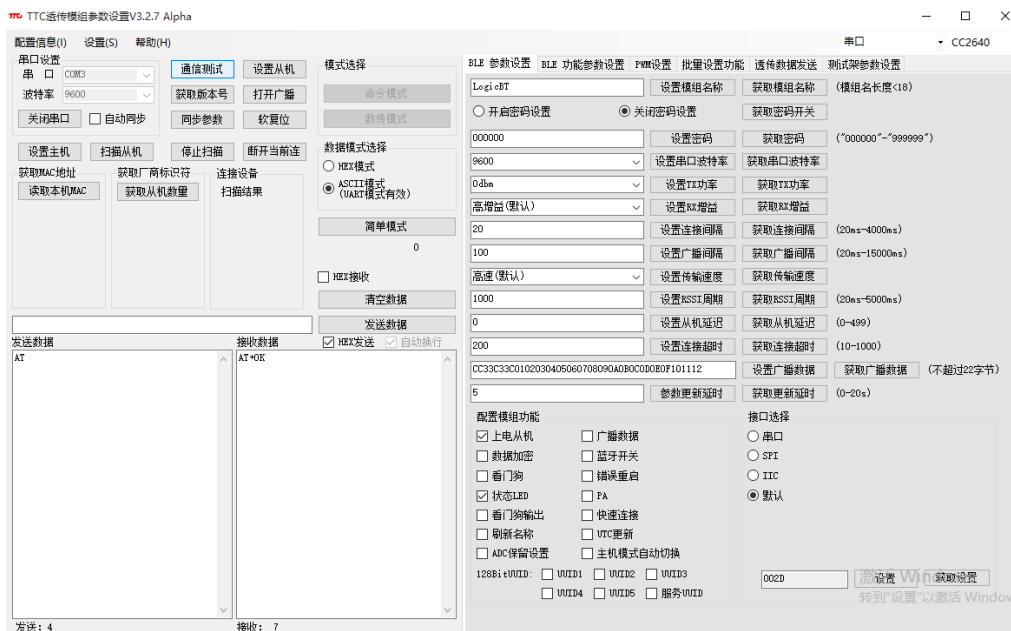 TTC透传模组参数设置V3.2.7 Alpha
配置信息(I) 设置(S) 帮助(H) 串口 CC2640
串口设置
串 口 COM3
波特率 9600
关闭串口 自动同步
通信测试 设置从机
获取版本号 打开广播
同步参数 软复位
设置主机 扫描从机 停止扫描 断开当前连
获取MAC地址 获取厂商标识符 连接设备
读取本机MAC 获取从机数量 扫描结果
模式选择
命令模式
数传模式
数据模式选择
HEX模式
ASCII模式
(UART模式有效)
简单模式
0
HEX接收
清空数据
发送数据
发送数据 接收数据 HEX发送 自动换行
AT AT+OK
发送: 4 接收: 7
BLE 参数设置 BLE 功能参数设置 PWM设置 批量设置功能 透传数据发送 测试架参数设置
LogicBT 设置模组名称 获取模组名称 (模组名长度<18)
开启密码设置 关闭密码设置 获取密码开关
000000 设置密码 获取密码 ("000000"-"999999")
9600 设置串口波特率 获取串口波特率
0dbm 设置TX功率 获取TX功率
高增益(默认) 设置RX增益 获取RX增益
20 设置连接间隔 获取连接间隔 (20ms-4000ms)
100 设置广播间隔 获取广播间隔 (20ms-15000ms)
高速(默认) 设置传输速度 获取传输速度
1000 设置RSSI周期 获取RSSI周期 (20ms-5000ms)
0 设置从机延迟 获取从机延迟 (0-499)
200 设置连接超时 获取连接超时 (10-1000)
CC33C33C0102030405060708090A0B0C0D0E0F101112 设置广播数据 获取广播数据 (不超过22字节)
5 参数更新延时 获取更新延时 (0-20s)
配置模组功能
上电从机 广播数据
数据加密 蓝牙开关
看门狗 错误重启
状态LED PA
看门狗输出 快速连接
刷新名称 UTC更新
ADC保留设置 主机模式自动切换
128BitUUID: UUID1 UUID2 UUID3
UUID4 UUID5 服务UUID
接口选择
串口
SPI
IIC
默认
002D 设置 获取设置
激活 Windows
转到"设置"以激活 Window